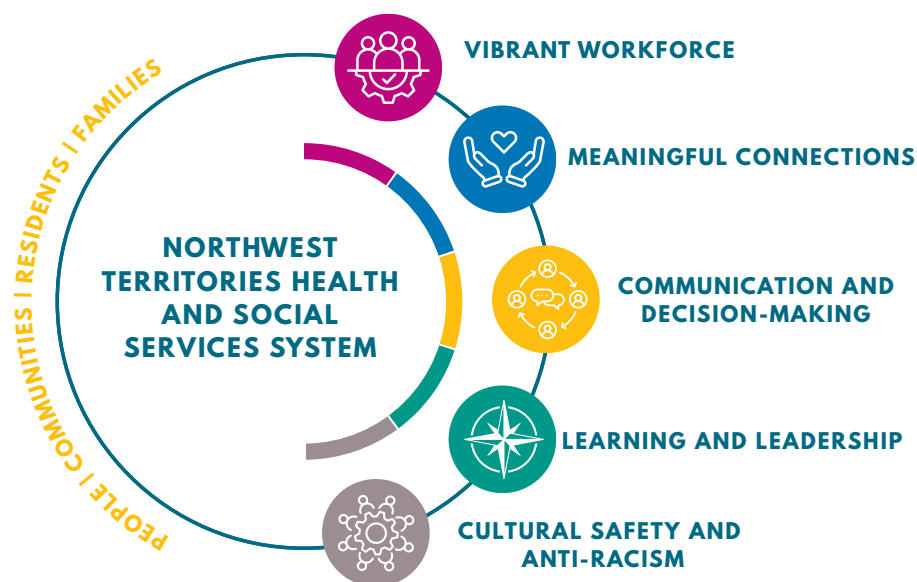 PEOPLE | COMMUNITIES | RESIDENTS | FAMILIES
NORTHWEST
TERRITORIES HEALTH
AND SOCIAL
SERVICES SYSTEM
VIBRANT WORKFORCE
MEANINGFUL CONNECTIONS
COMMUNICATION AND
DECISION-MAKING
LEARNING AND LEADERSHIP
CULTURAL SAFETY AND
ANTI-RACISM